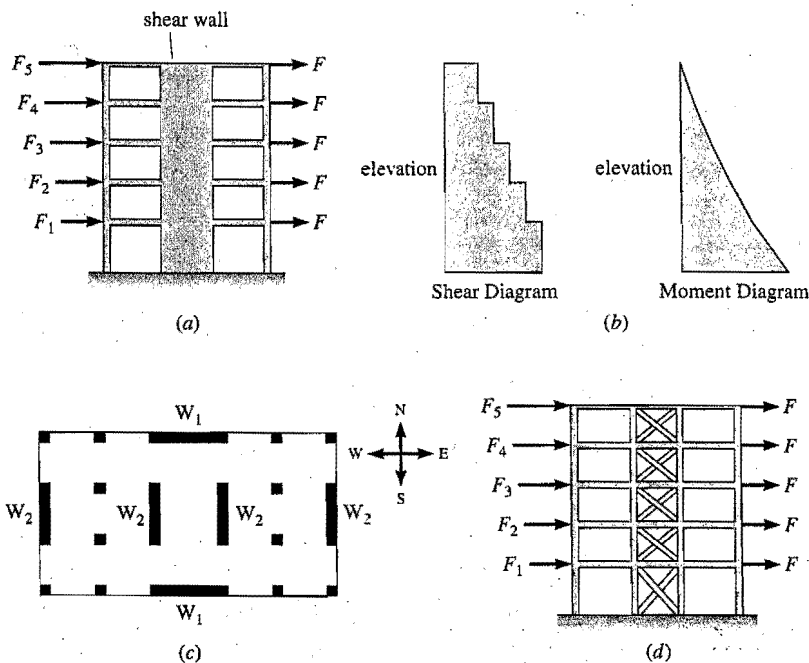 shear wall
F5 F
F4 F
F3 F
F2 F
F1 F
(a)
elevation
Shear Diagram
elevation
Moment Diagram
(b)
W1
W2 W2 W2 W2
W1
N
W E
S
(c)
F5 F
F4 F
F3 F
F2 F
F1 F
(d)